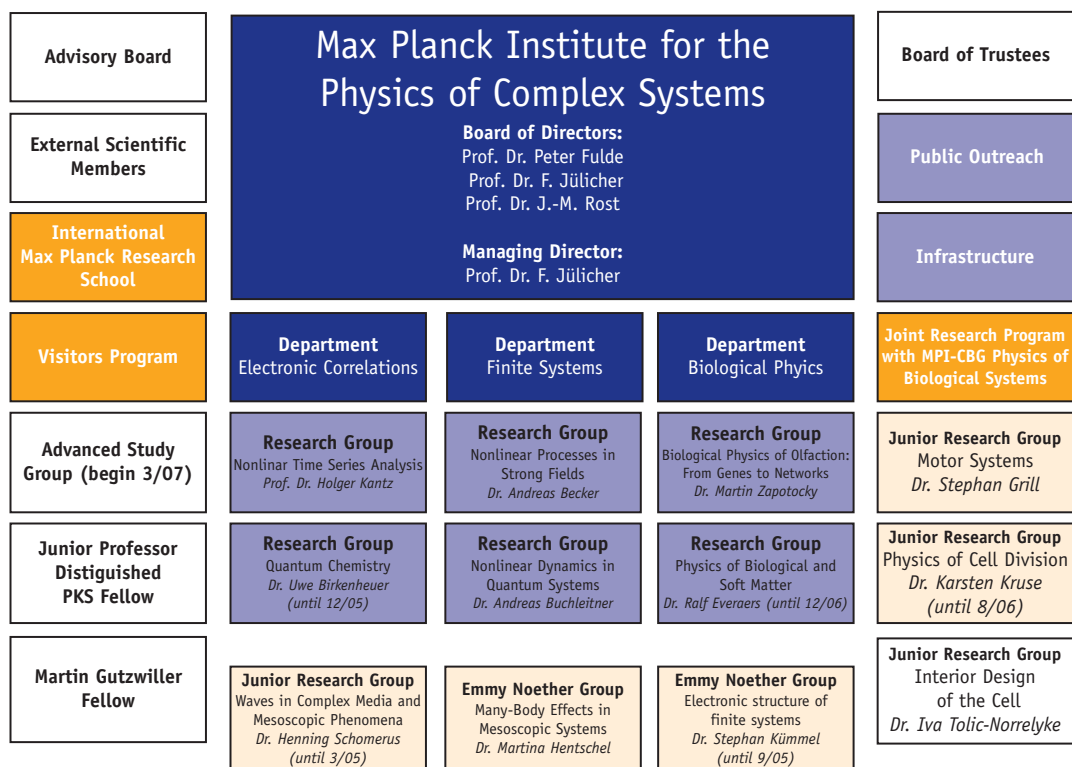 Advisory Board
Max Planck Institute for the
Physics of Complex Systems
Board of Directors:
Prof. Dr. Peter Fulde
Prof. Dr. F. Jülicher
Prof. Dr. J.-M. Rost
Managing Director:
Prof. Dr. F. Jülicher
Board of Trustees
External Scientific
Members
Public Outreach
International
Max Planck Research
School
Infrastructure
Visitors Program
Department
Electronic Correlations
Department
Finite Systems
Department
Biological Phyics
Joint Research Program
with MPI-CBG Physics of
Biological Systems
Advanced Study
Group (begin 3/07)
Research Group
Nonlinar Time Series Analysis
Prof. Dr. Holger Kantz
Research Group
Nonlinear Processes in
Strong Fields
Dr. Andreas Becker
Research Group
Biological Physics of Olfaction:
From Genes to Networks
Dr. Martin Zapotocky
Junior Research Group
Motor Systems
Dr. Stephan Grill
Junior Professor
Distiguished
PKS Fellow
Research Group
Quantum Chemistry
Dr. Uwe Birkenheuer
(until 12/05)
Research Group
Nonlinear Dynamics in
Quantum Systems
Dr. Andreas Buchleitner
Research Group
Physics of Biological and
Soft Matter
Dr. Ralf Everaers (until 12/06)
Junior Research Group
Physics of Cell Division
Dr. Karsten Kruse
(until 8/06)
Martin Gutzwiller
Fellow
Junior Research Group
Waves in Complex Media and
Mesoscopic Phenomena
Dr. Henning Schomerus
(until 3/05)
Emmy Noether Group
Many-Body Effects in
Mesoscopic Systems
Dr. Martina Hentschel
Emmy Noether Group
Electronic structure of
finite systems
Dr. Stephan Kümmel
(until 9/05)
Junior Research Group
Interior Design
of the Cell
Dr. Iva Tolic-Norrelyke